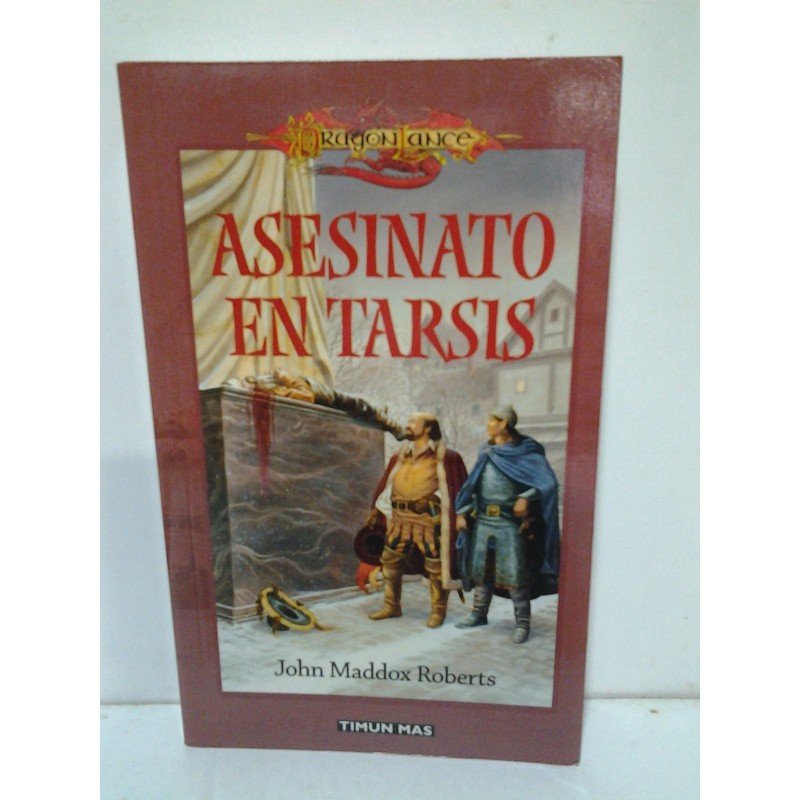 DRAGONLANCE
ASESINATO
EN TARSIS
John Maddox Roberts
TIMUN MAS